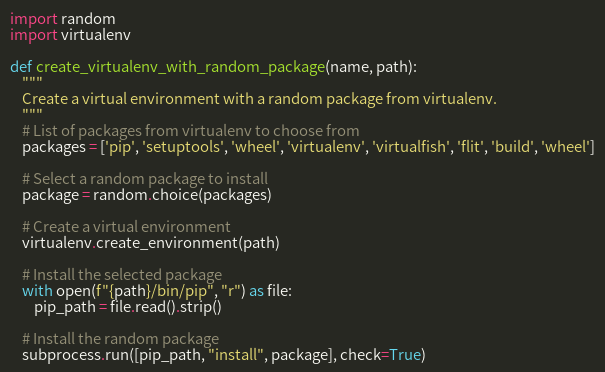 import random
import virtualenv
def create_virtualenv_with_random_package(name, path):
"""
Create a virtual environment with a random package from virtualenv.
"""
# List of packages from virtualenv to choose from
packages = ['pip', 'setuptools', 'wheel', 'virtualenv', 'virtualfish', 'flit', 'build', 'wheel']
# Select a random package to install
package = random.choice(packages)
# Create a virtual environment
virtualenv.create_environment(path)
# Install the selected package
with open(f"{path}/bin/pip", "r") as file:
pip_path = file.read().strip()
# Install the random package
subprocess.run([pip_path, "install", package], check=True)